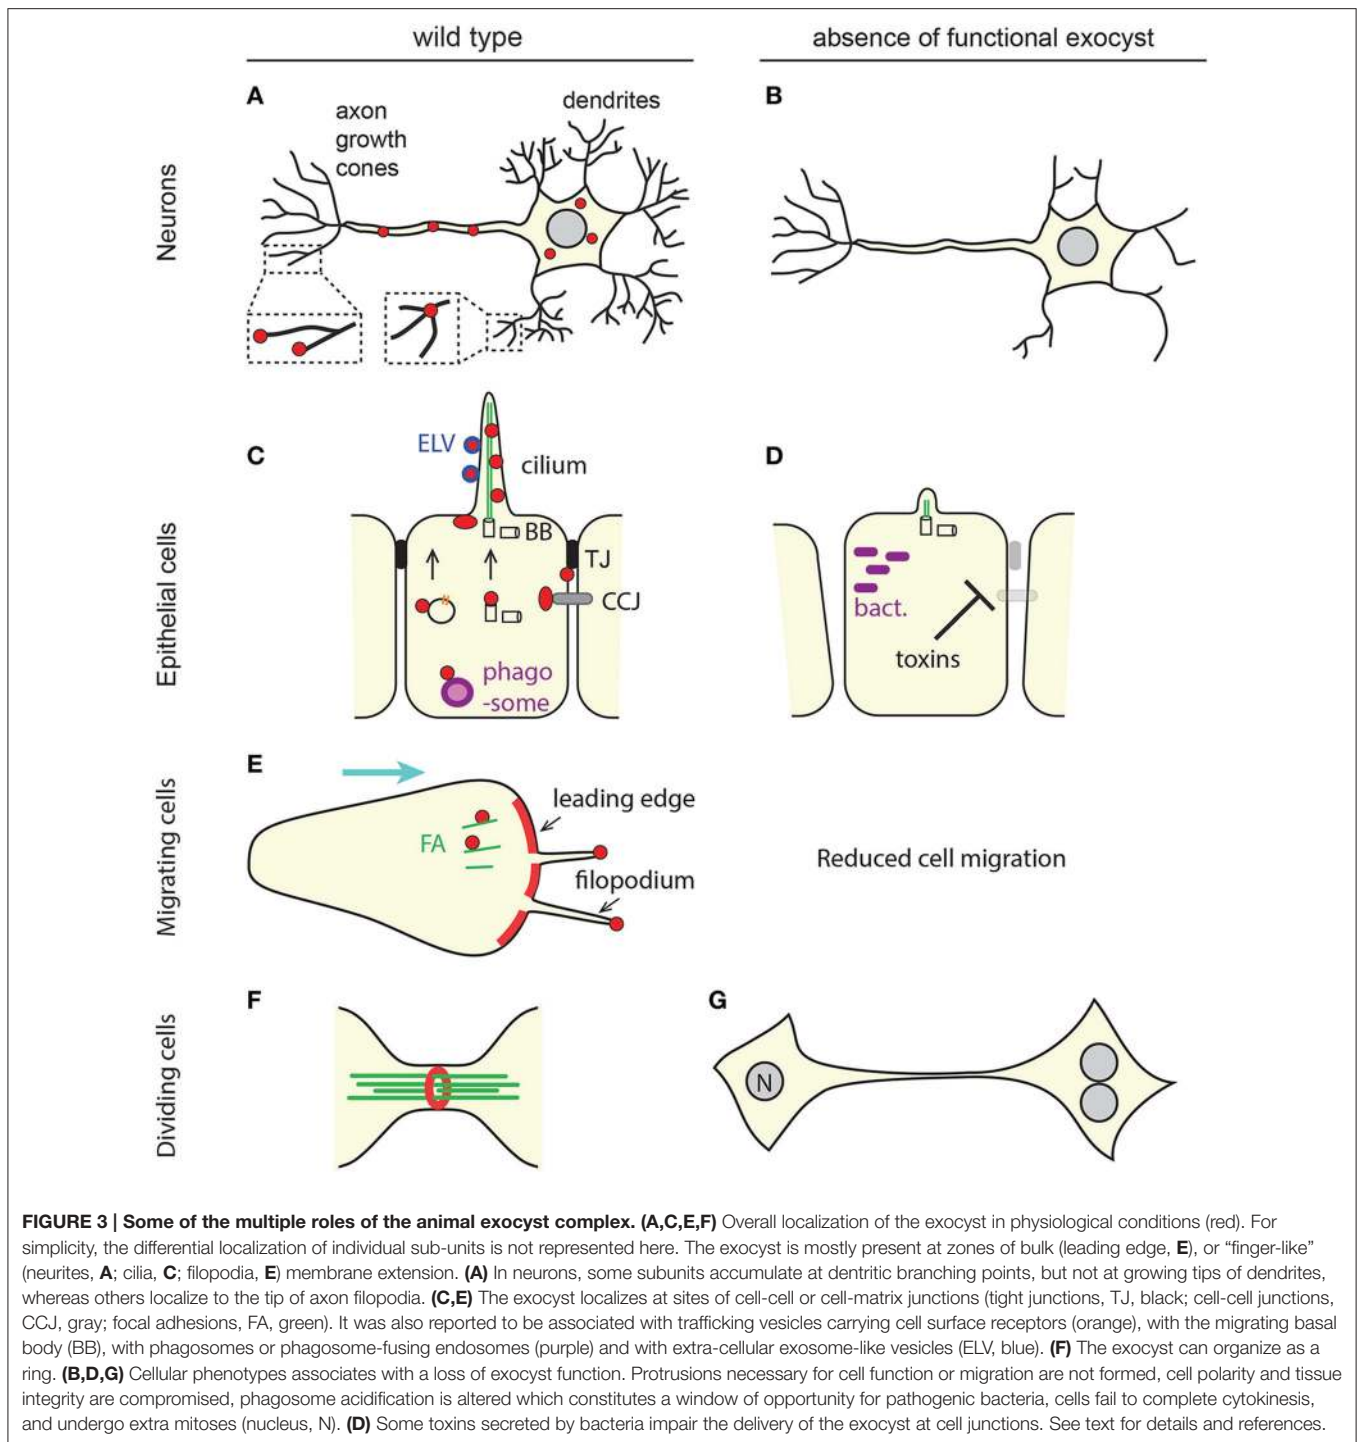 wild type
absence of functional exocyst
Neurons
A
axon
growth
cones
dendrites
B
Epithelial cells
C
ELV
cilium
BB
TJ
CCJ
phago
-some
D
bact.
toxins
Migrating cells
E
leading edge
FA
filopodium
Reduced cell migration
Dividing cells
F
G
N
FIGURE 3 | Some of the multiple roles of the animal exocyst complex. (A,C,E,F) Overall localization of the exocyst in physiological conditions (red). For
simplicity, the differential localization of individual sub-units is not represented here. The exocyst is mostly present at zones of bulk (leading edge, E), or “finger-like”
(neurites, A; cilia, C; filopodia, E) membrane extension. (A) In neurons, some subunits accumulate at dentritic branching points, but not at growing tips of dendrites,
whereas others localize to the tip of axon filopodia. (C,E) The exocyst localizes at sites of cell-cell or cell-matrix junctions (tight junctions, TJ, black; cell-cell junctions,
CCJ, gray; focal adhesions, FA, green). It was also reported to be associated with trafficking vesicles carrying cell surface receptors (orange), with the migrating basal
body (BB), with phagosomes or phagosome-fusing endosomes (purple) and with extra-cellular exosome-like vesicles (ELV, blue). (F) The exocyst can organize as a
ring. (B,D,G) Cellular phenotypes associates with a loss of exocyst function. Protrusions necessary for cell function or migration are not formed, cell polarity and tissue
integrity are compromised, phagosome acidification is altered which constitutes a window of opportunity for pathogenic bacteria, cells fail to complete cytokinesis,
and undergo extra mitoses (nucleus, N). (D) Some toxins secreted by bacteria impair the delivery of the exocyst at cell junctions. See text for details and references.